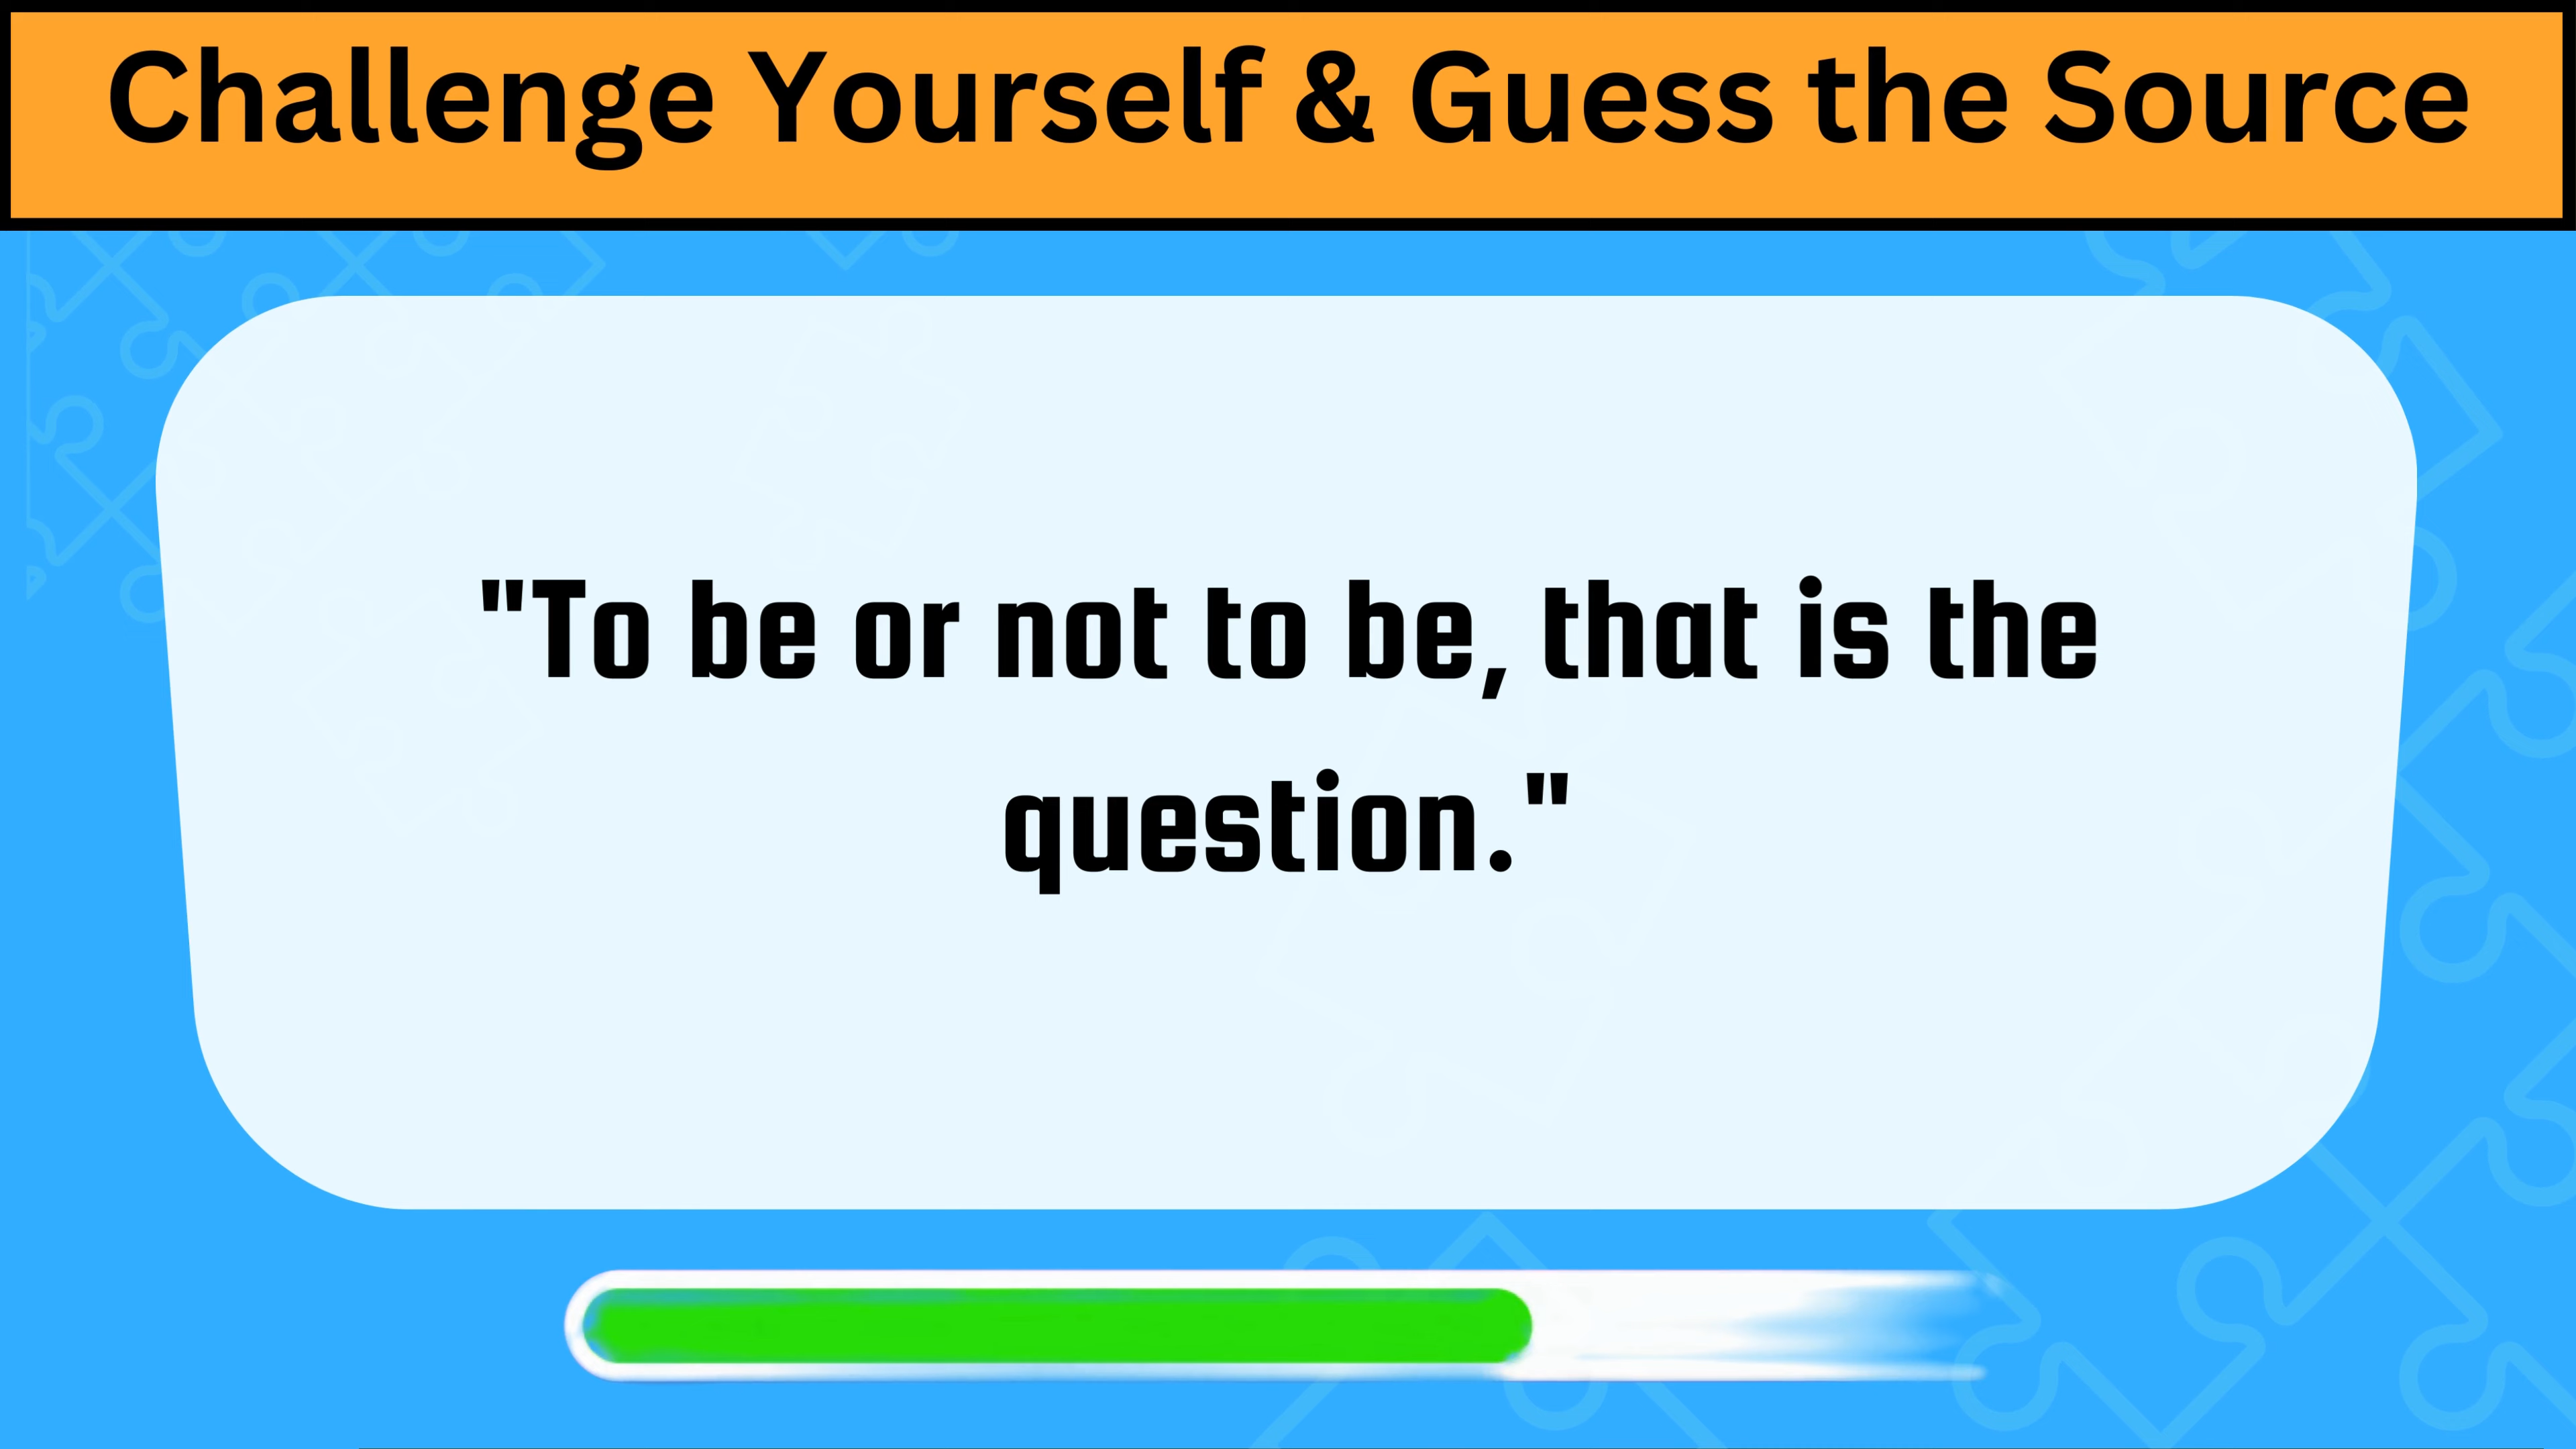 Challenge Yourself & Guess the Source
"To be or not to be, that is the
question."